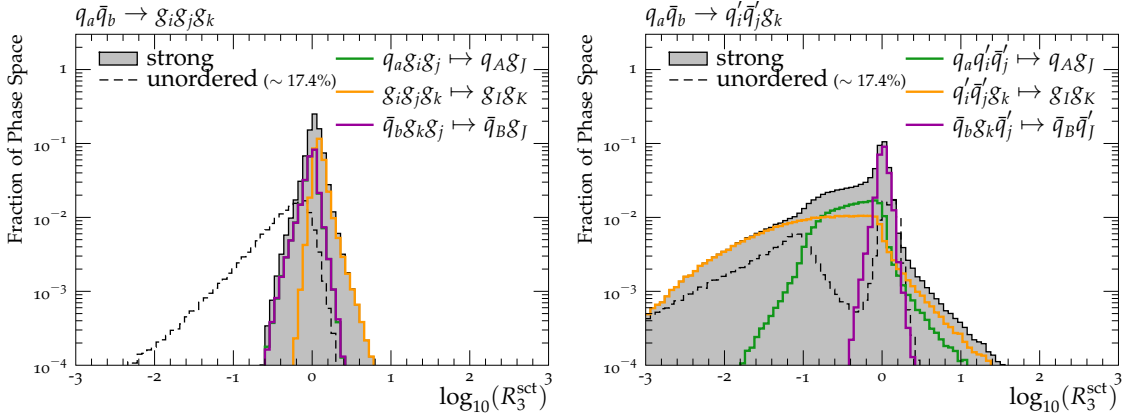 q_a q̄_b → g_i g_j g_k
strong
unordered (∼ 17.4%)
q_a g_i g_j ↦ q_A g_J
g_i g_j g_k ↦ g_I g_K
q̄_b g_k g_j ↦ q̄_B g_J
Fraction of Phase Space
1
10⁻¹
10⁻²
10⁻³
10⁻⁴
-3 -2 -1 0 1 2 3
log₁₀(R₃^sct)
q_a q̄_b → q′_i q̄′_j g_k
strong
unordered (∼ 17.4%)
q_a q′_i q̄′_j ↦ q_A g_J
q′_i q̄′_j g_k ↦ g_I g_K
q̄_b g_k q̄′_j ↦ q̄_B q̄′_J
Fraction of Phase Space
1
10⁻¹
10⁻²
10⁻³
10⁻⁴
-3 -2 -1 0 1 2 3
log₁₀(R₃^sct)